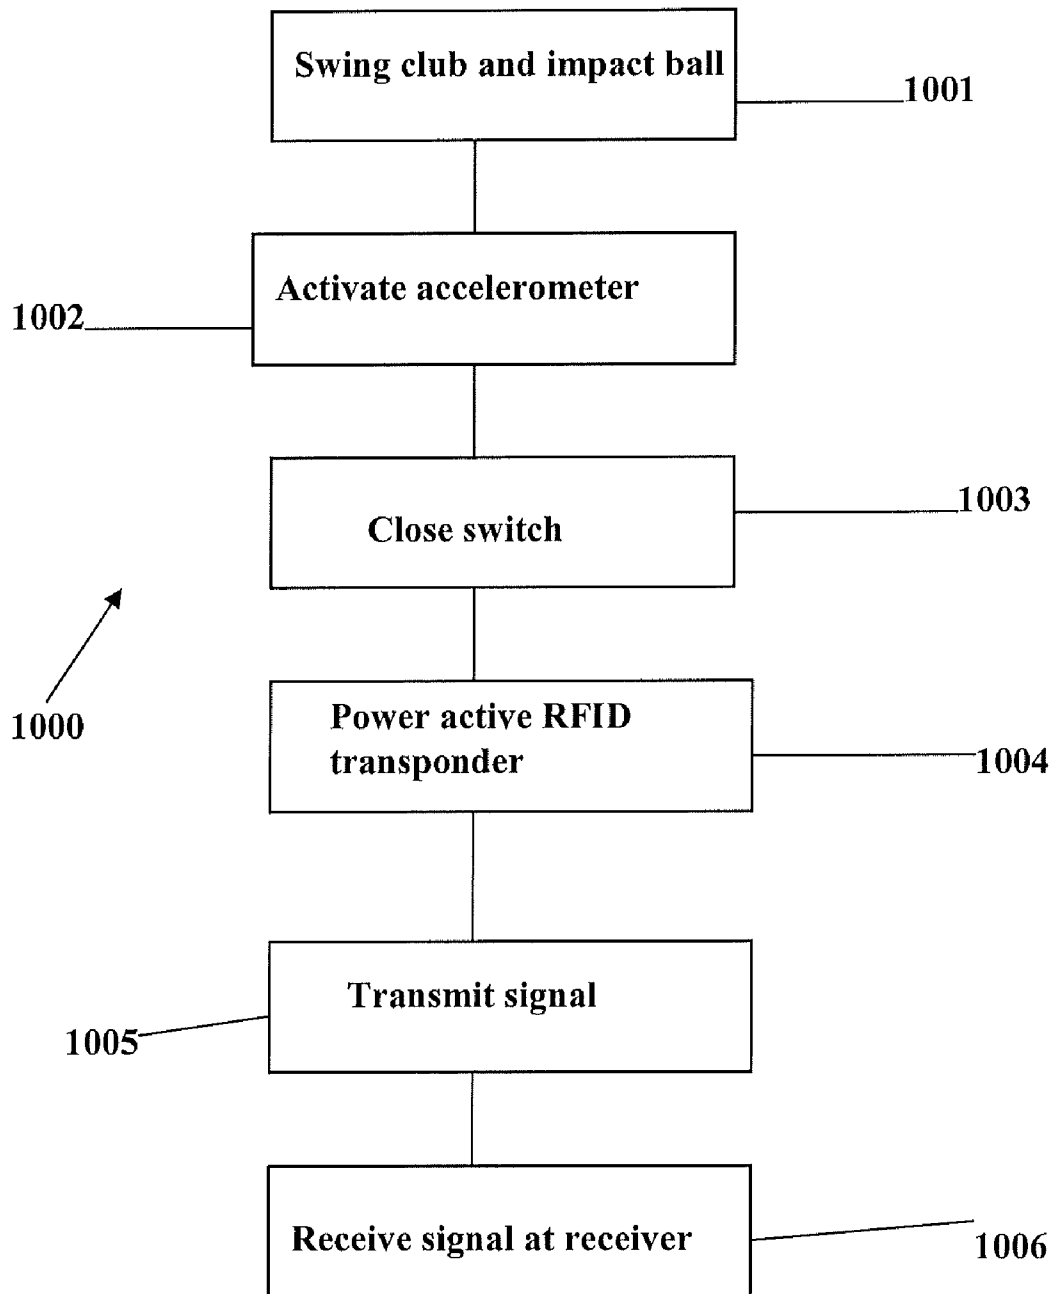 Swing club and impact ball
1001
Activate accelerometer
1002
Close switch
1003
1000
Power active RFID
transponder
1004
Transmit signal
1005
Receive signal at receiver
1006